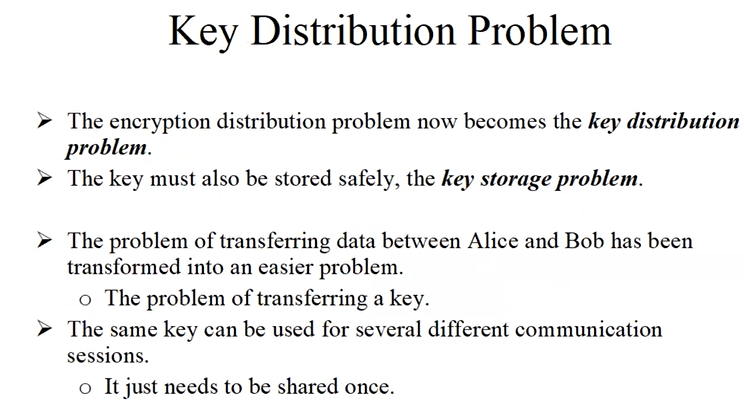 Key Distribution Problem
➢ The encryption distribution problem now becomes the key distribution
problem.
➢ The key must also be stored safely, the key storage problem.
➢ The problem of transferring data between Alice and Bob has been
transformed into an easier problem.
o The problem of transferring a key.
➢ The same key can be used for several different communication
sessions.
o It just needs to be shared once.